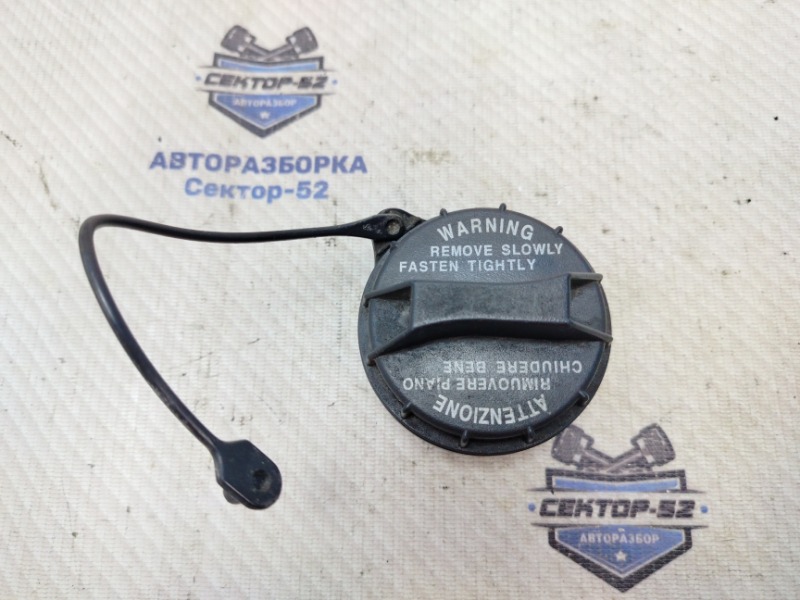 СЕКТОР-52
АВТОРАЗБОР
АВТОРАЗБОРКА
Сектор-52
WARNING
REMOVE SLOWLY
FASTEN TIGHTLY
ATTENZIONE
RIMUOVERE PIANO
CHIUDERE BENE
СЕКТОР-52
АВТОРАЗБОР